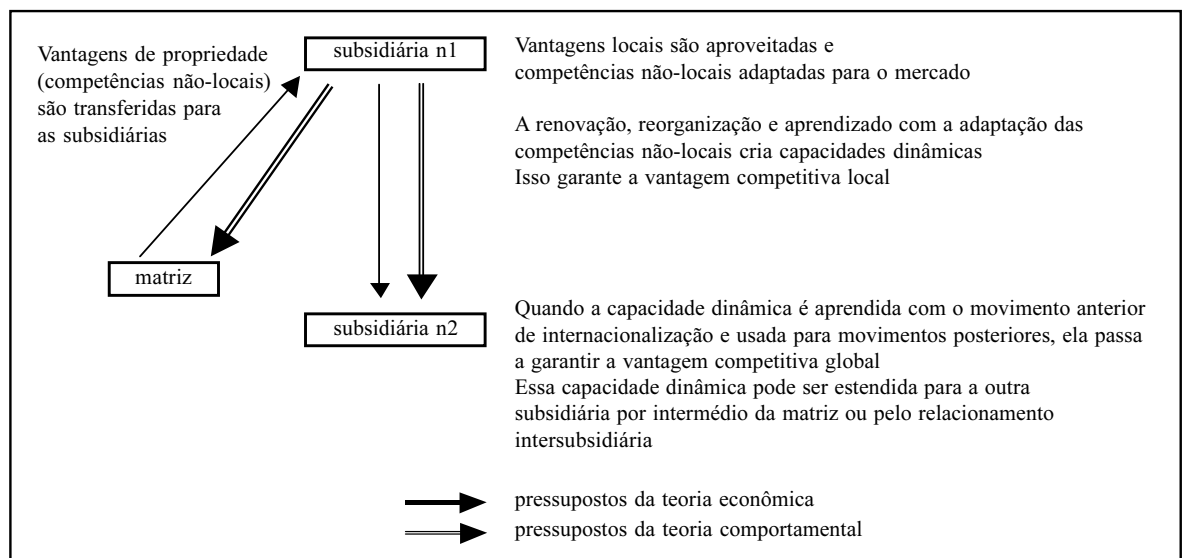 Vantagens de propriedade
(competências não-locais)
são transferidas para
as subsidiárias
subsidiária n1
Vantagens locais são aproveitadas e
competências não-locais adaptadas para o mercado
A renovação, reorganização e aprendizado com a adaptação das
competências não-locais cria capacidades dinâmicas
Isso garante a vantagem competitiva local
matriz
subsidiária n2
Quando a capacidade dinâmica é aprendida com o movimento anterior
de internacionalização e usada para movimentos posteriores, ela passa
a garantir a vantagem competitiva global
Essa capacidade dinâmica pode ser estendida para a outra
subsidiária por intermédio da matriz ou pelo relacionamento
intersubsidiária
pressupostos da teoria econômica
pressupostos da teoria comportamental